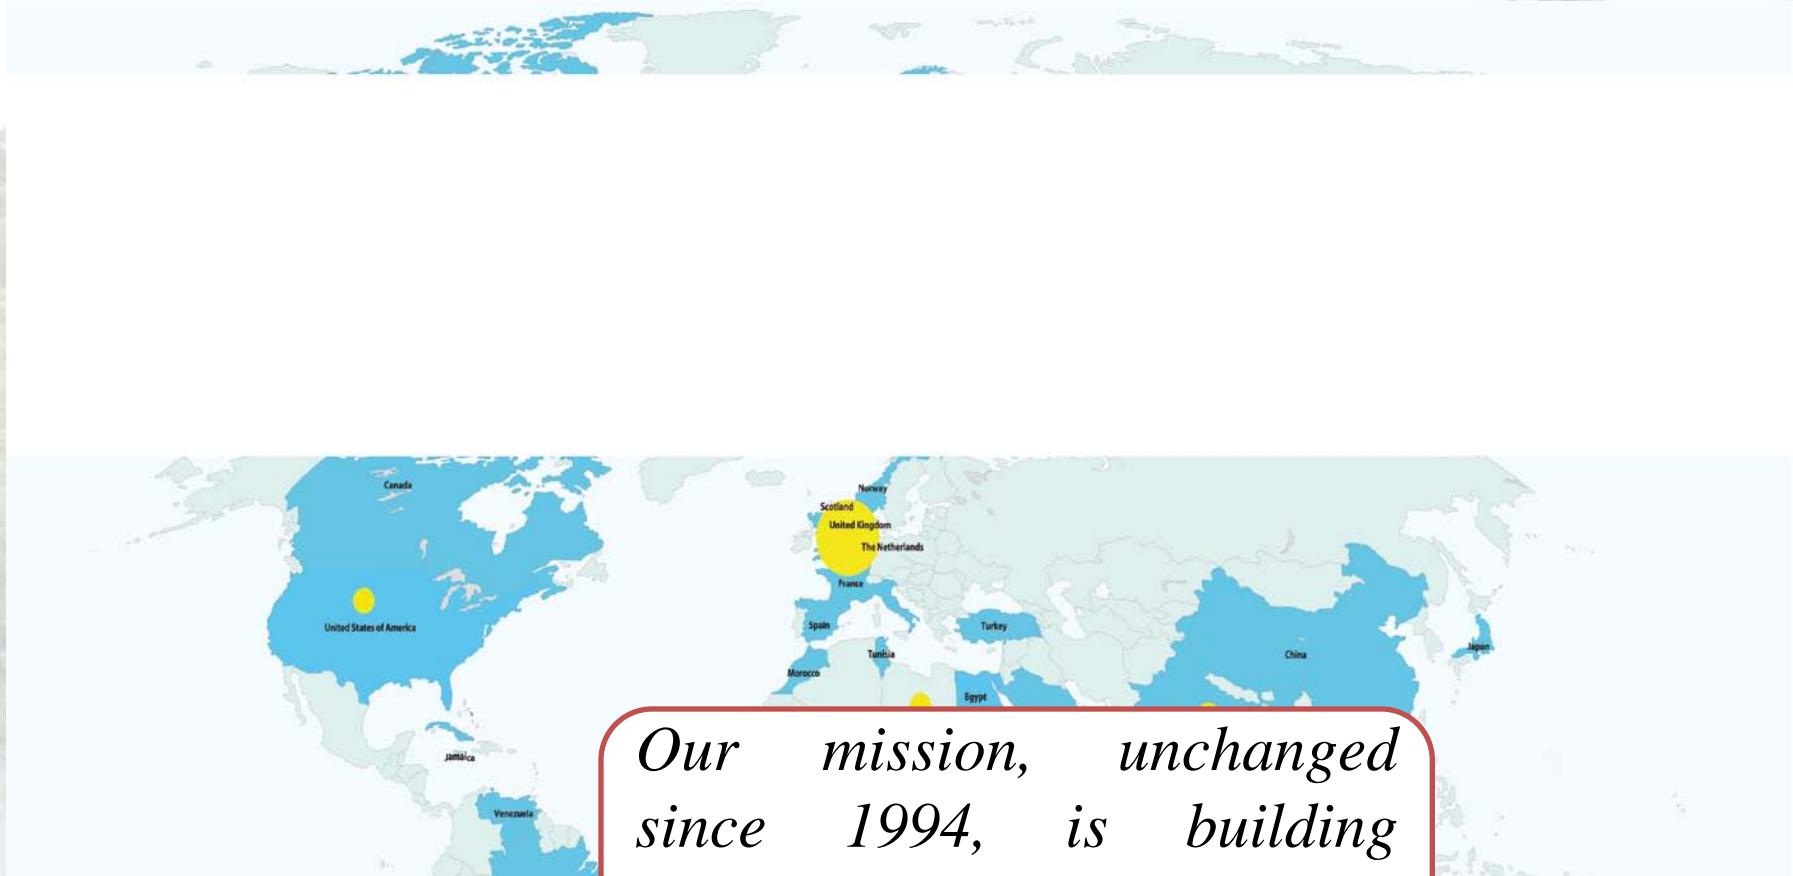 Canada
Norway
Scotland
United Kingdom
The Netherlands
France
United States of America
Spain
Turkey
Tunisia
Japan
China
Morocco
Egypt
Jamaica
Venezuela
Our mission, unchanged
since 1994, is building